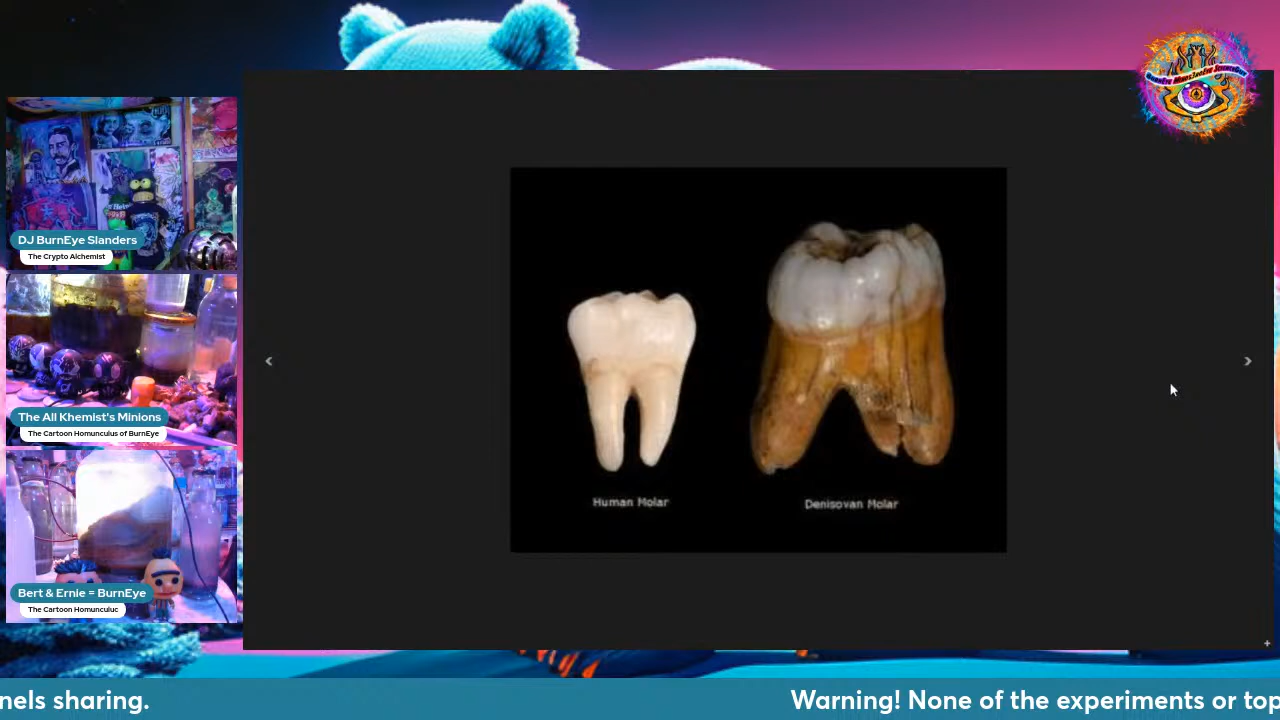 DJ BurnEye Slanders
The Crypto Alchemist
The All Khemist's Minions
The Cartoon Homunculus of BurnEye
Bert & Ernie = BurnEye
The Cartoon Homunculuc
Human Molar
Denisovan Molar
nels sharing.
Warning! None of the experiments or top